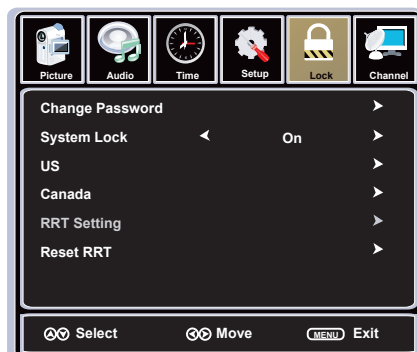 Picture Audio Time Setup Lock Channel
Change Password
System Lock On
US
Canada
RRT Setting
Reset RRT
Select Move MENU Exit